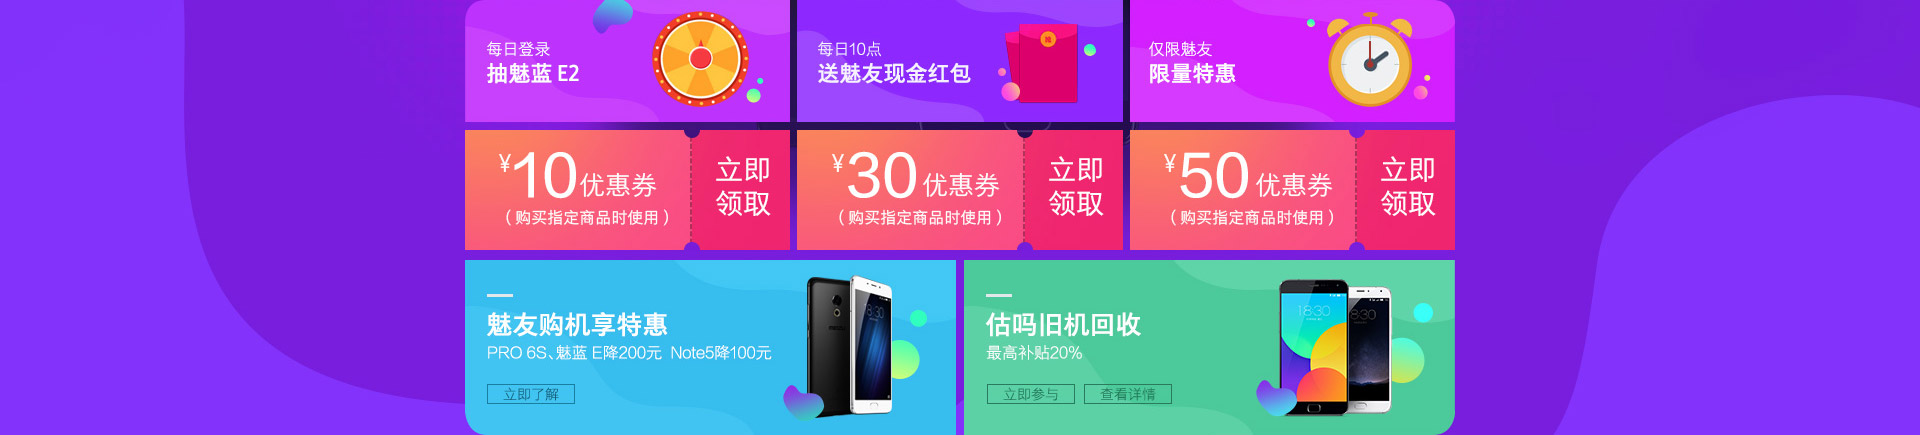 每日登录
抽魅蓝 E2
每日10点
送魅友现金红包
仅限魅友
限量特惠
¥10优惠券
（购买指定商品时使用）
立即
领取
¥30优惠券
（购买指定商品时使用）
立即
领取
¥50优惠券
（购买指定商品时使用）
立即
领取
魅友购机享特惠
PRO 6S、魅蓝 E降200元 Note5降100元
立即了解
估吗旧机回收
最高补贴20%
立即参与
查看详情
18:30